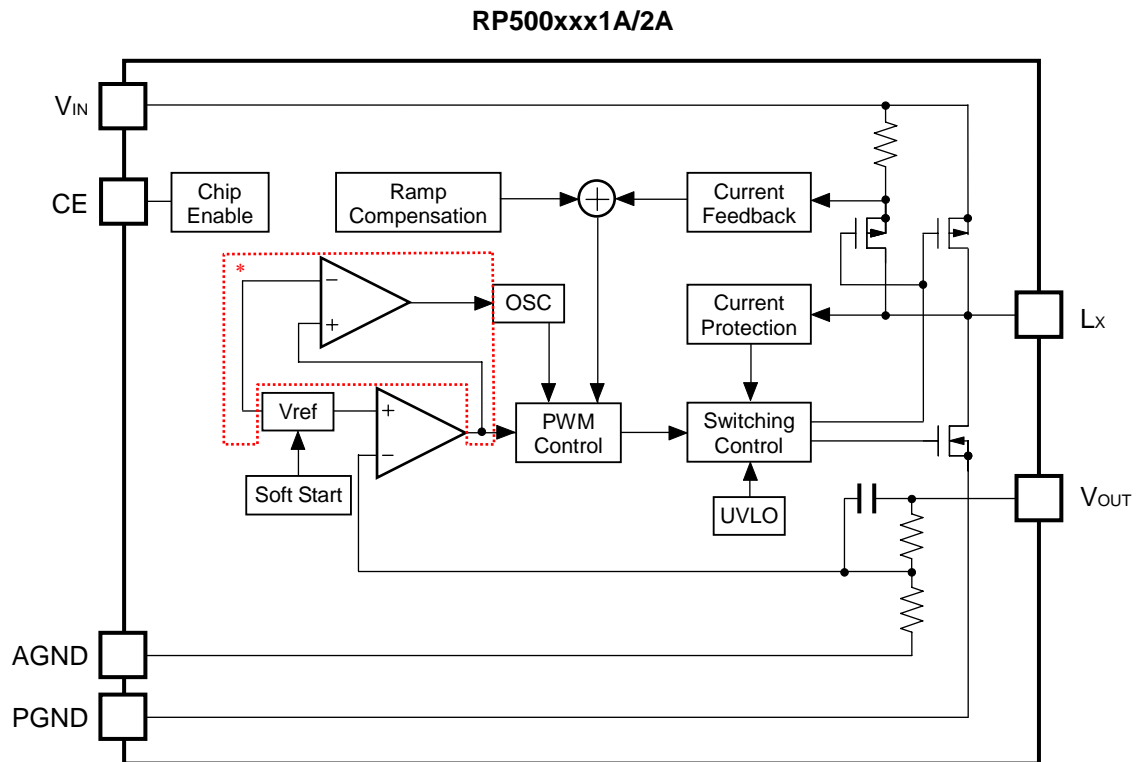 RP500xxx1A/2A
VIN
CE
Chip
Enable
Ramp
Compensation
+
Current
Feedback
*
−
+
OSC
Current
Protection
LX
Vref
+
−
PWM
Control
Switching
Control
Soft Start
UVLO
VOUT
AGND
PGND